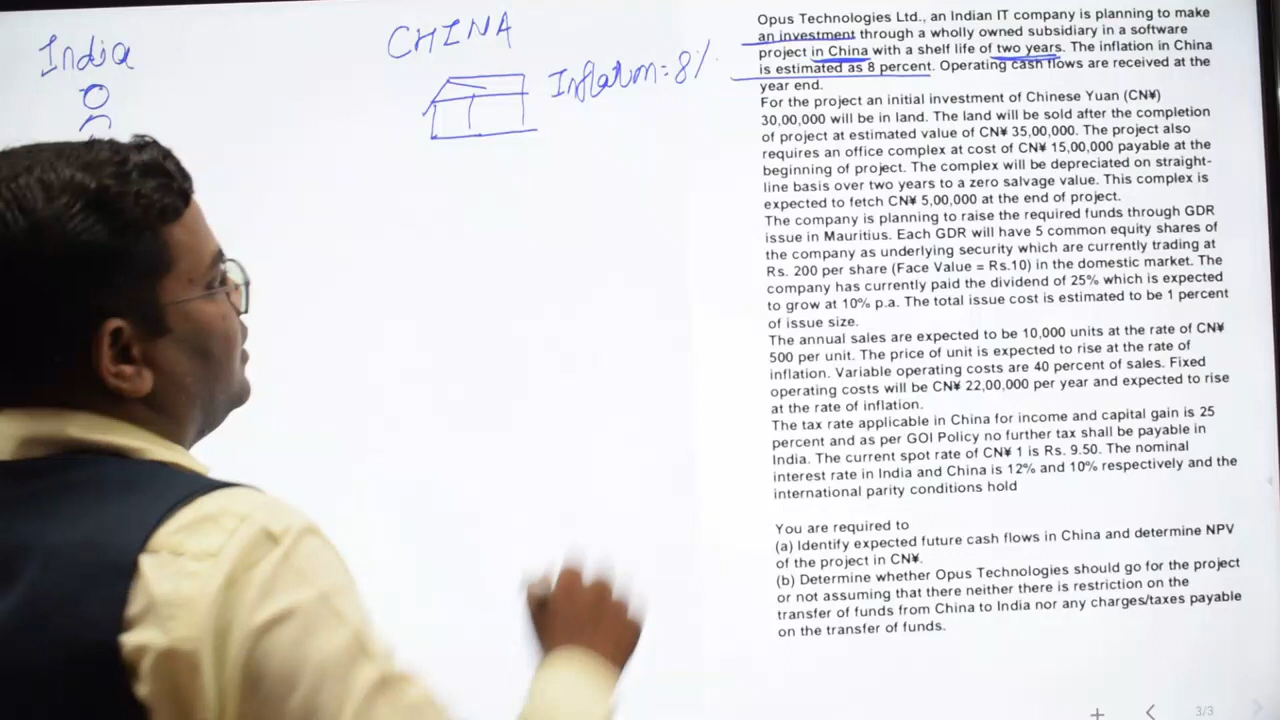 India
CHINA
Inflation = 8%
Opus Technologies Ltd., an Indian IT company is planning to make
an investment through a wholly owned subsidiary in a software
project in China with a shelf life of two years. The inflation in China
is estimated as 8 percent. Operating cash flows are received at the
year end.
For the project an initial investment of Chinese Yuan (CN¥)
30,00,000 will be in land. The land will be sold after the completion
of project at estimated value of CN¥ 35,00,000. The project also
requires an office complex at cost of CN¥ 15,00,000 payable at the
beginning of project. The complex will be depreciated on straight-
line basis over two years to a zero salvage value. This complex is
expected to fetch CN¥ 5,00,000 at the end of project.
The company is planning to raise the required funds through GDR
issue in Mauritius. Each GDR will have 5 common equity shares of
the company as underlying security which are currently trading at
Rs. 200 per share (Face Value = Rs.10) in the domestic market. The
company has currently paid the dividend of 25% which is expected
to grow at 10% p.a. The total issue cost is estimated to be 1 percent
of issue size.
The annual sales are expected to be 10,000 units at the rate of CN¥
500 per unit. The price of unit is expected to rise at the rate of
inflation. Variable operating costs are 40 percent of sales. Fixed
operating costs will be CN¥ 22,00,000 per year and expected to rise
at the rate of inflation.
The tax rate applicable in China for income and capital gain is 25
percent and as per GOI Policy no further tax shall be payable in
India. The current spot rate of CN¥ 1 is Rs. 9.50. The nominal
interest rate in India and China is 12% and 10% respectively and the
international parity conditions hold
You are required to
(a) Identify expected future cash flows in China and determine NPV
of the project in CN¥.
(b) Determine whether Opus Technologies should go for the project
or not assuming that there neither there is restriction on the
transfer of funds from China to India nor any charges/taxes payable
on the transfer of funds.
3/3